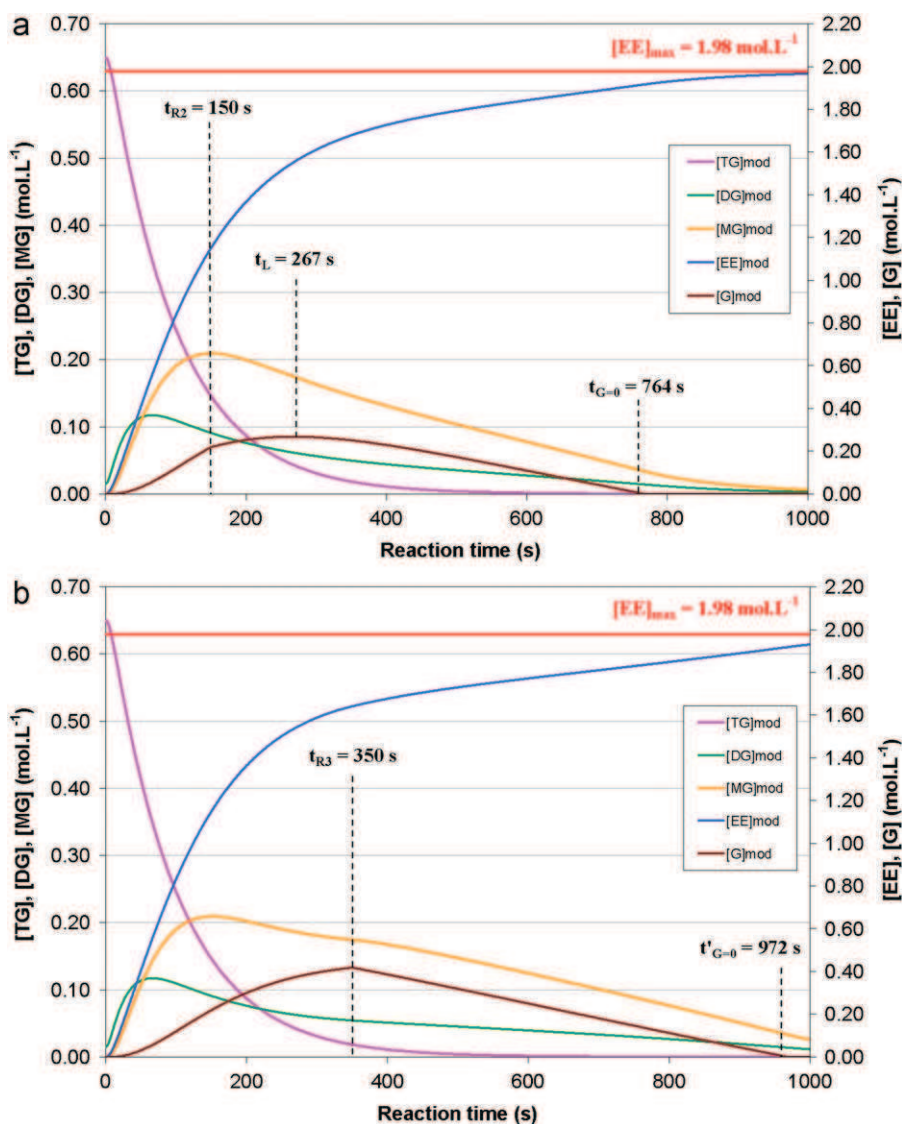 a
[EE]max = 1.98 mol.L-1
tR2 = 150 s
tL = 267 s
tG=0 = 764 s
[TG]mod
[DG]mod
[MG]mod
[EE]mod
[G]mod
[TG], [DG], [MG] (mol.L-1)
0.70
0.60
0.50
0.40
0.30
0.20
0.10
0.00
[EE], [G] (mol.L-1)
2.20
2.00
1.80
1.60
1.40
1.20
1.00
0.80
0.60
0.40
0.20
0.00
0 200 400 600 800 1000
Reaction time (s)
b
[EE]max = 1.98 mol.L-1
tR3 = 350 s
t'G=0 = 972 s
[TG]mod
[DG]mod
[MG]mod
[EE]mod
[G]mod
[TG], [DG], [MG] (mol.L-1)
0.70
0.60
0.50
0.40
0.30
0.20
0.10
0.00
[EE], [G] (mol.L-1)
2.20
2.00
1.80
1.60
1.40
1.20
1.00
0.80
0.60
0.40
0.20
0.00
0 200 400 600 800 1000
Reaction time (s)